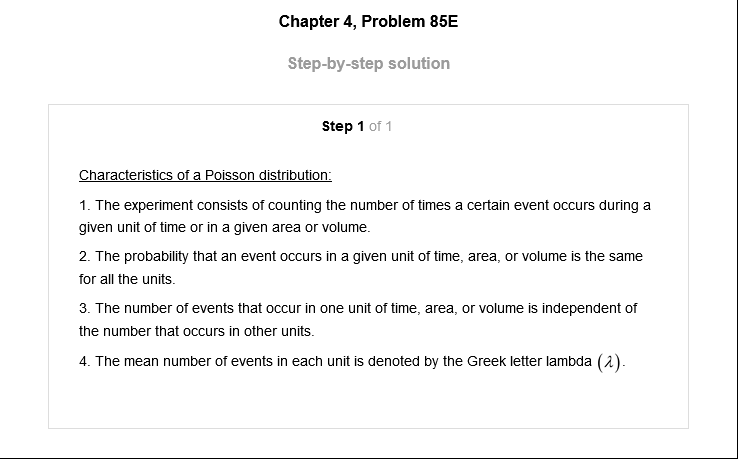 Chapter 4, Problem 85E
Step-by-step solution
Step 1 of 1
Characteristics of a Poisson distribution:
1. The experiment consists of counting the number of times a certain event occurs during a
given unit of time or in a given area or volume.
2. The probability that an event occurs in a given unit of time, area, or volume is the same
for all the units.
3. The number of events that occur in one unit of time, area, or volume is independent of
the number that occurs in other units.
4. The mean number of events in each unit is denoted by the Greek letter lambda (λ).